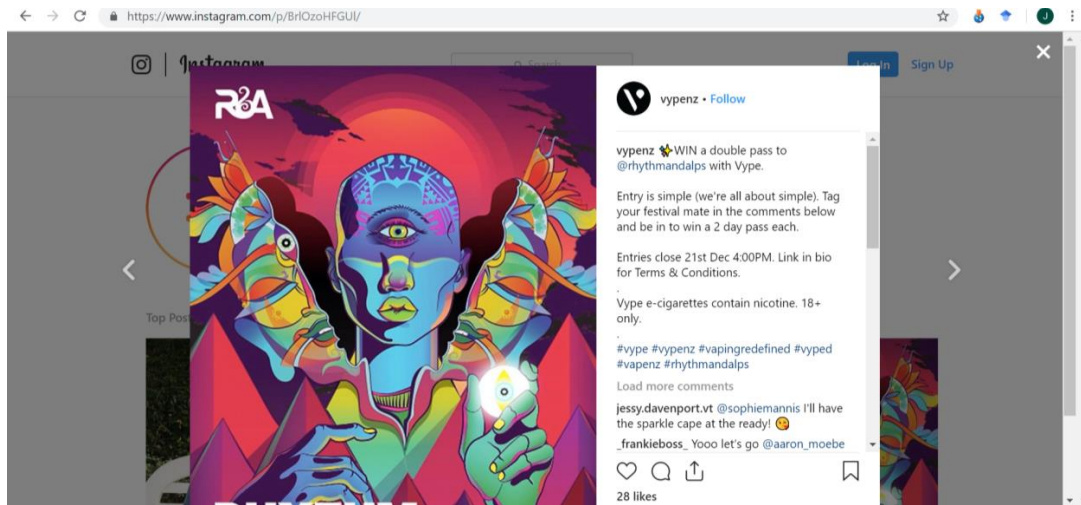 https://www.instagram.com/p/BrlOzoHFGUl/
J
Instagram
Search
Log In
Sign Up
R&A
vypenz • Follow
vypenz ✨WIN a double pass to
@rhythmandalps with Vype.
Entry is simple (we're all about simple). Tag
your festival mate in the comments below
and be in to win a 2 day pass each.
Entries close 21st Dec 4:00PM. Link in bio
for Terms & Conditions.
.
Vype e-cigarettes contain nicotine. 18+
only.
.
#vype #vypenz #vapingredefined #vyped
#vapenz #rhythmandalps
Load more comments
jessy.davenport.vt @sophiemannis I'll have
the sparkle cape at the ready! 😘
_frankieboss_ Yooo let's go @aaron_moebe
28 likes
Top Pos